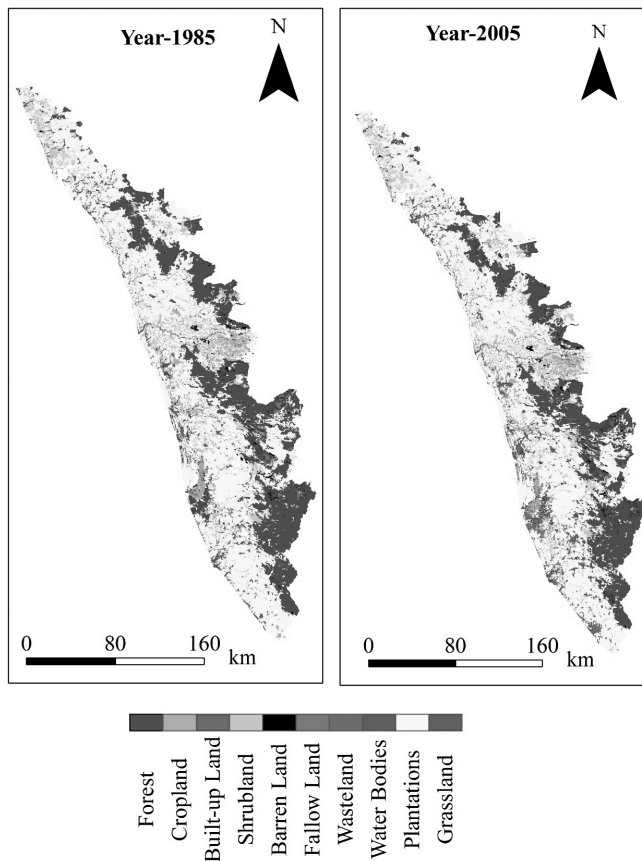 Year-1985
N
0 80 160
km
Year-2005
N
0 80 160
km
Forest
Cropland
Built-up Land
Shrubland
Barren Land
Fallow Land
Wasteland
Water Bodies
Plantations
Grassland